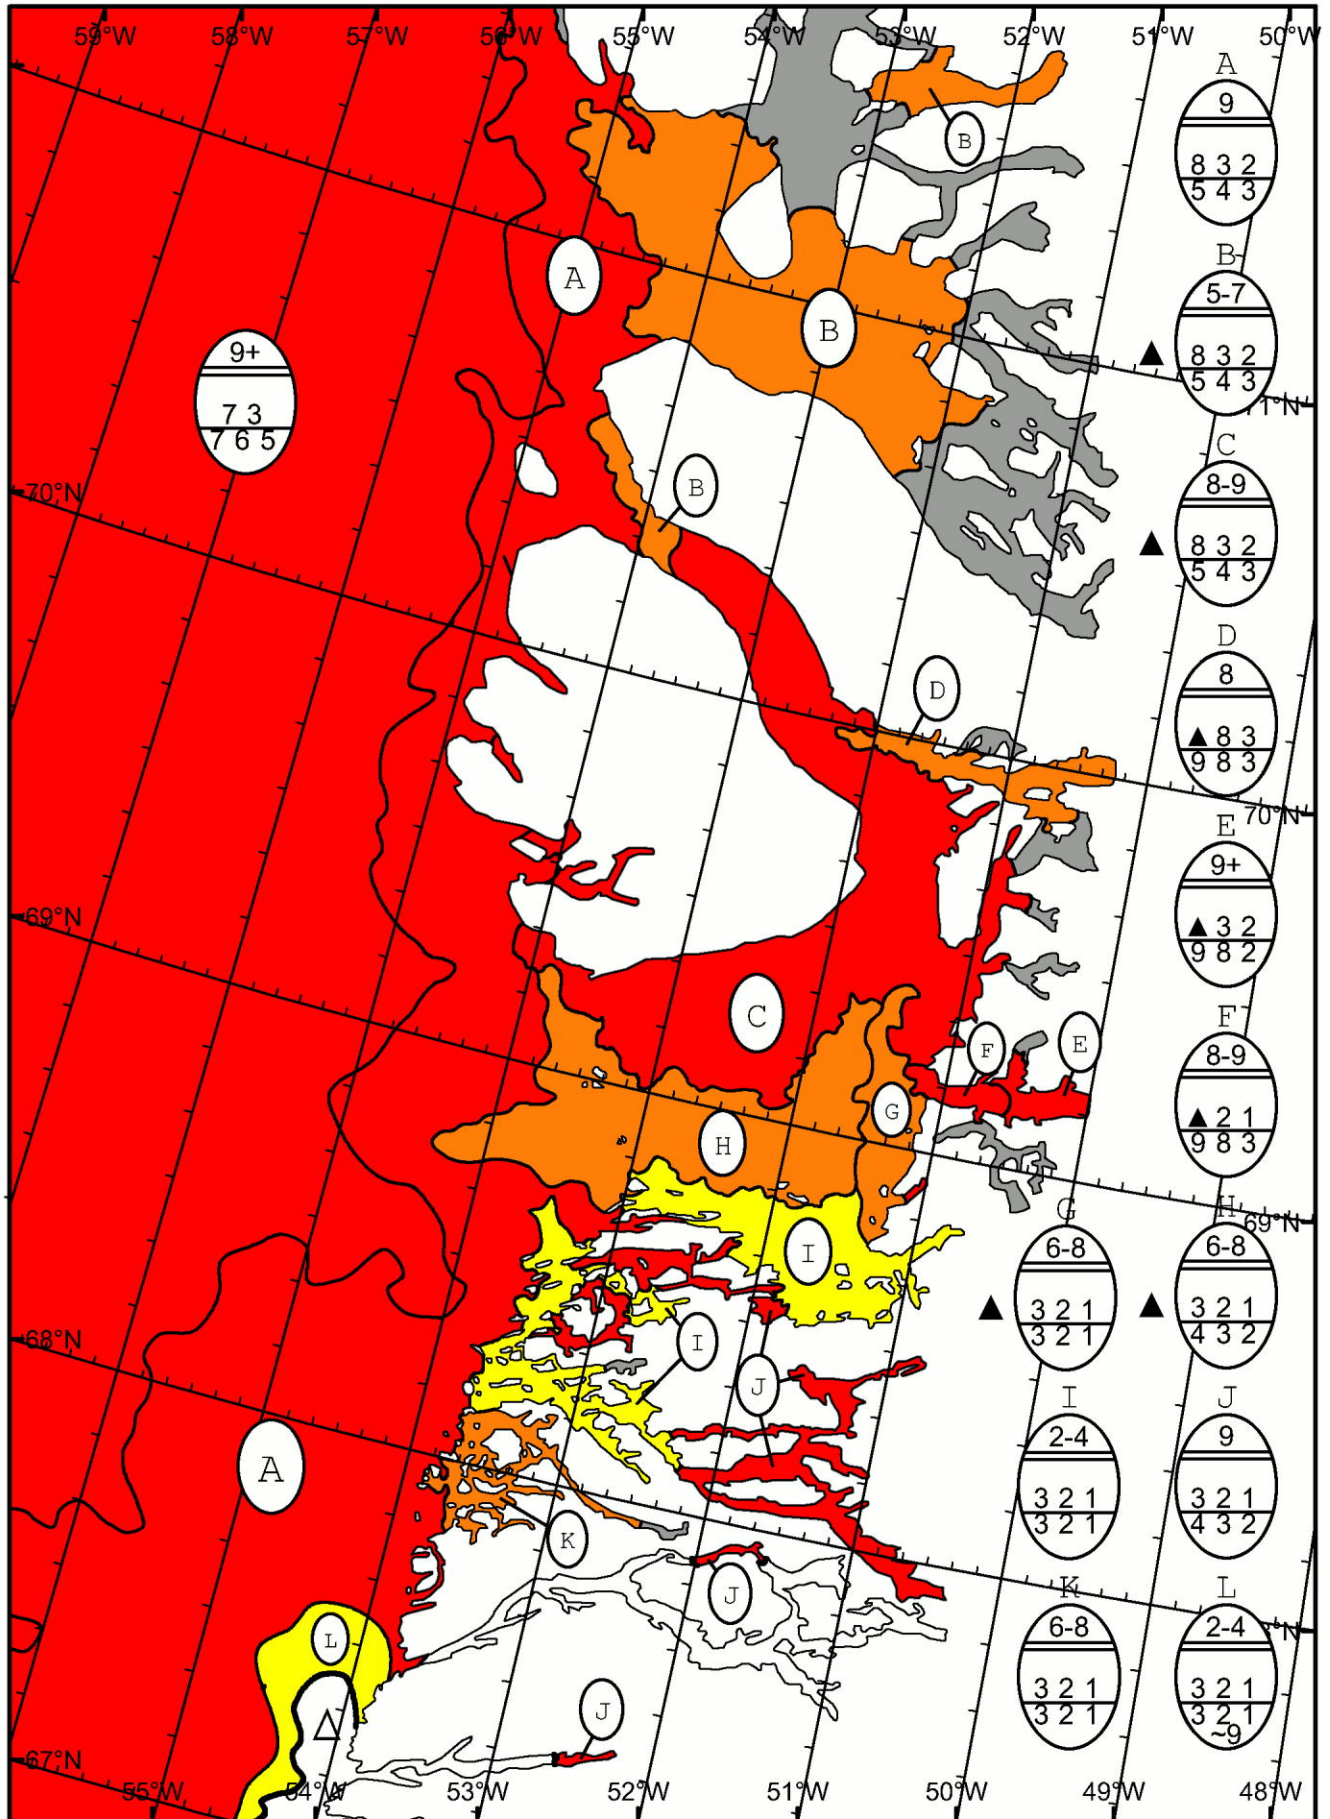 59°W 58°W 57°W 56°W 55°W 54°W 53°W 52°W 51°W 50°W
A
9
8 3 2
5 4 3
B
B
5-7
▲ 8 3 2
5 4 3
71°N
A
B
9+
7 3
7 6 5
C
8-9
▲ 8 3 2
5 4 3
70°N
B
D
8
▲ 8 3
9 8 3
D
70°N
E
9+
▲ 3 2
9 8 2
69°N
C
F
E
F
8-9
▲ 2 1
9 8 3
G
H
G
6-8
▲ 3 2 1
3 2 1
H
6-8
▲ 3 2 1
4 3 2
69°N
I
68°N
I
J
I
2-4
3 2 1
3 2 1
J
9
3 2 1
4 3 2
A
K
J
K
6-8
3 2 1
3 2 1
L
2-4
3 2 1
3 2 1
~9
L
△
J
67°N
55°W 54°W 53°W 52°W 51°W 50°W 49°W 48°W